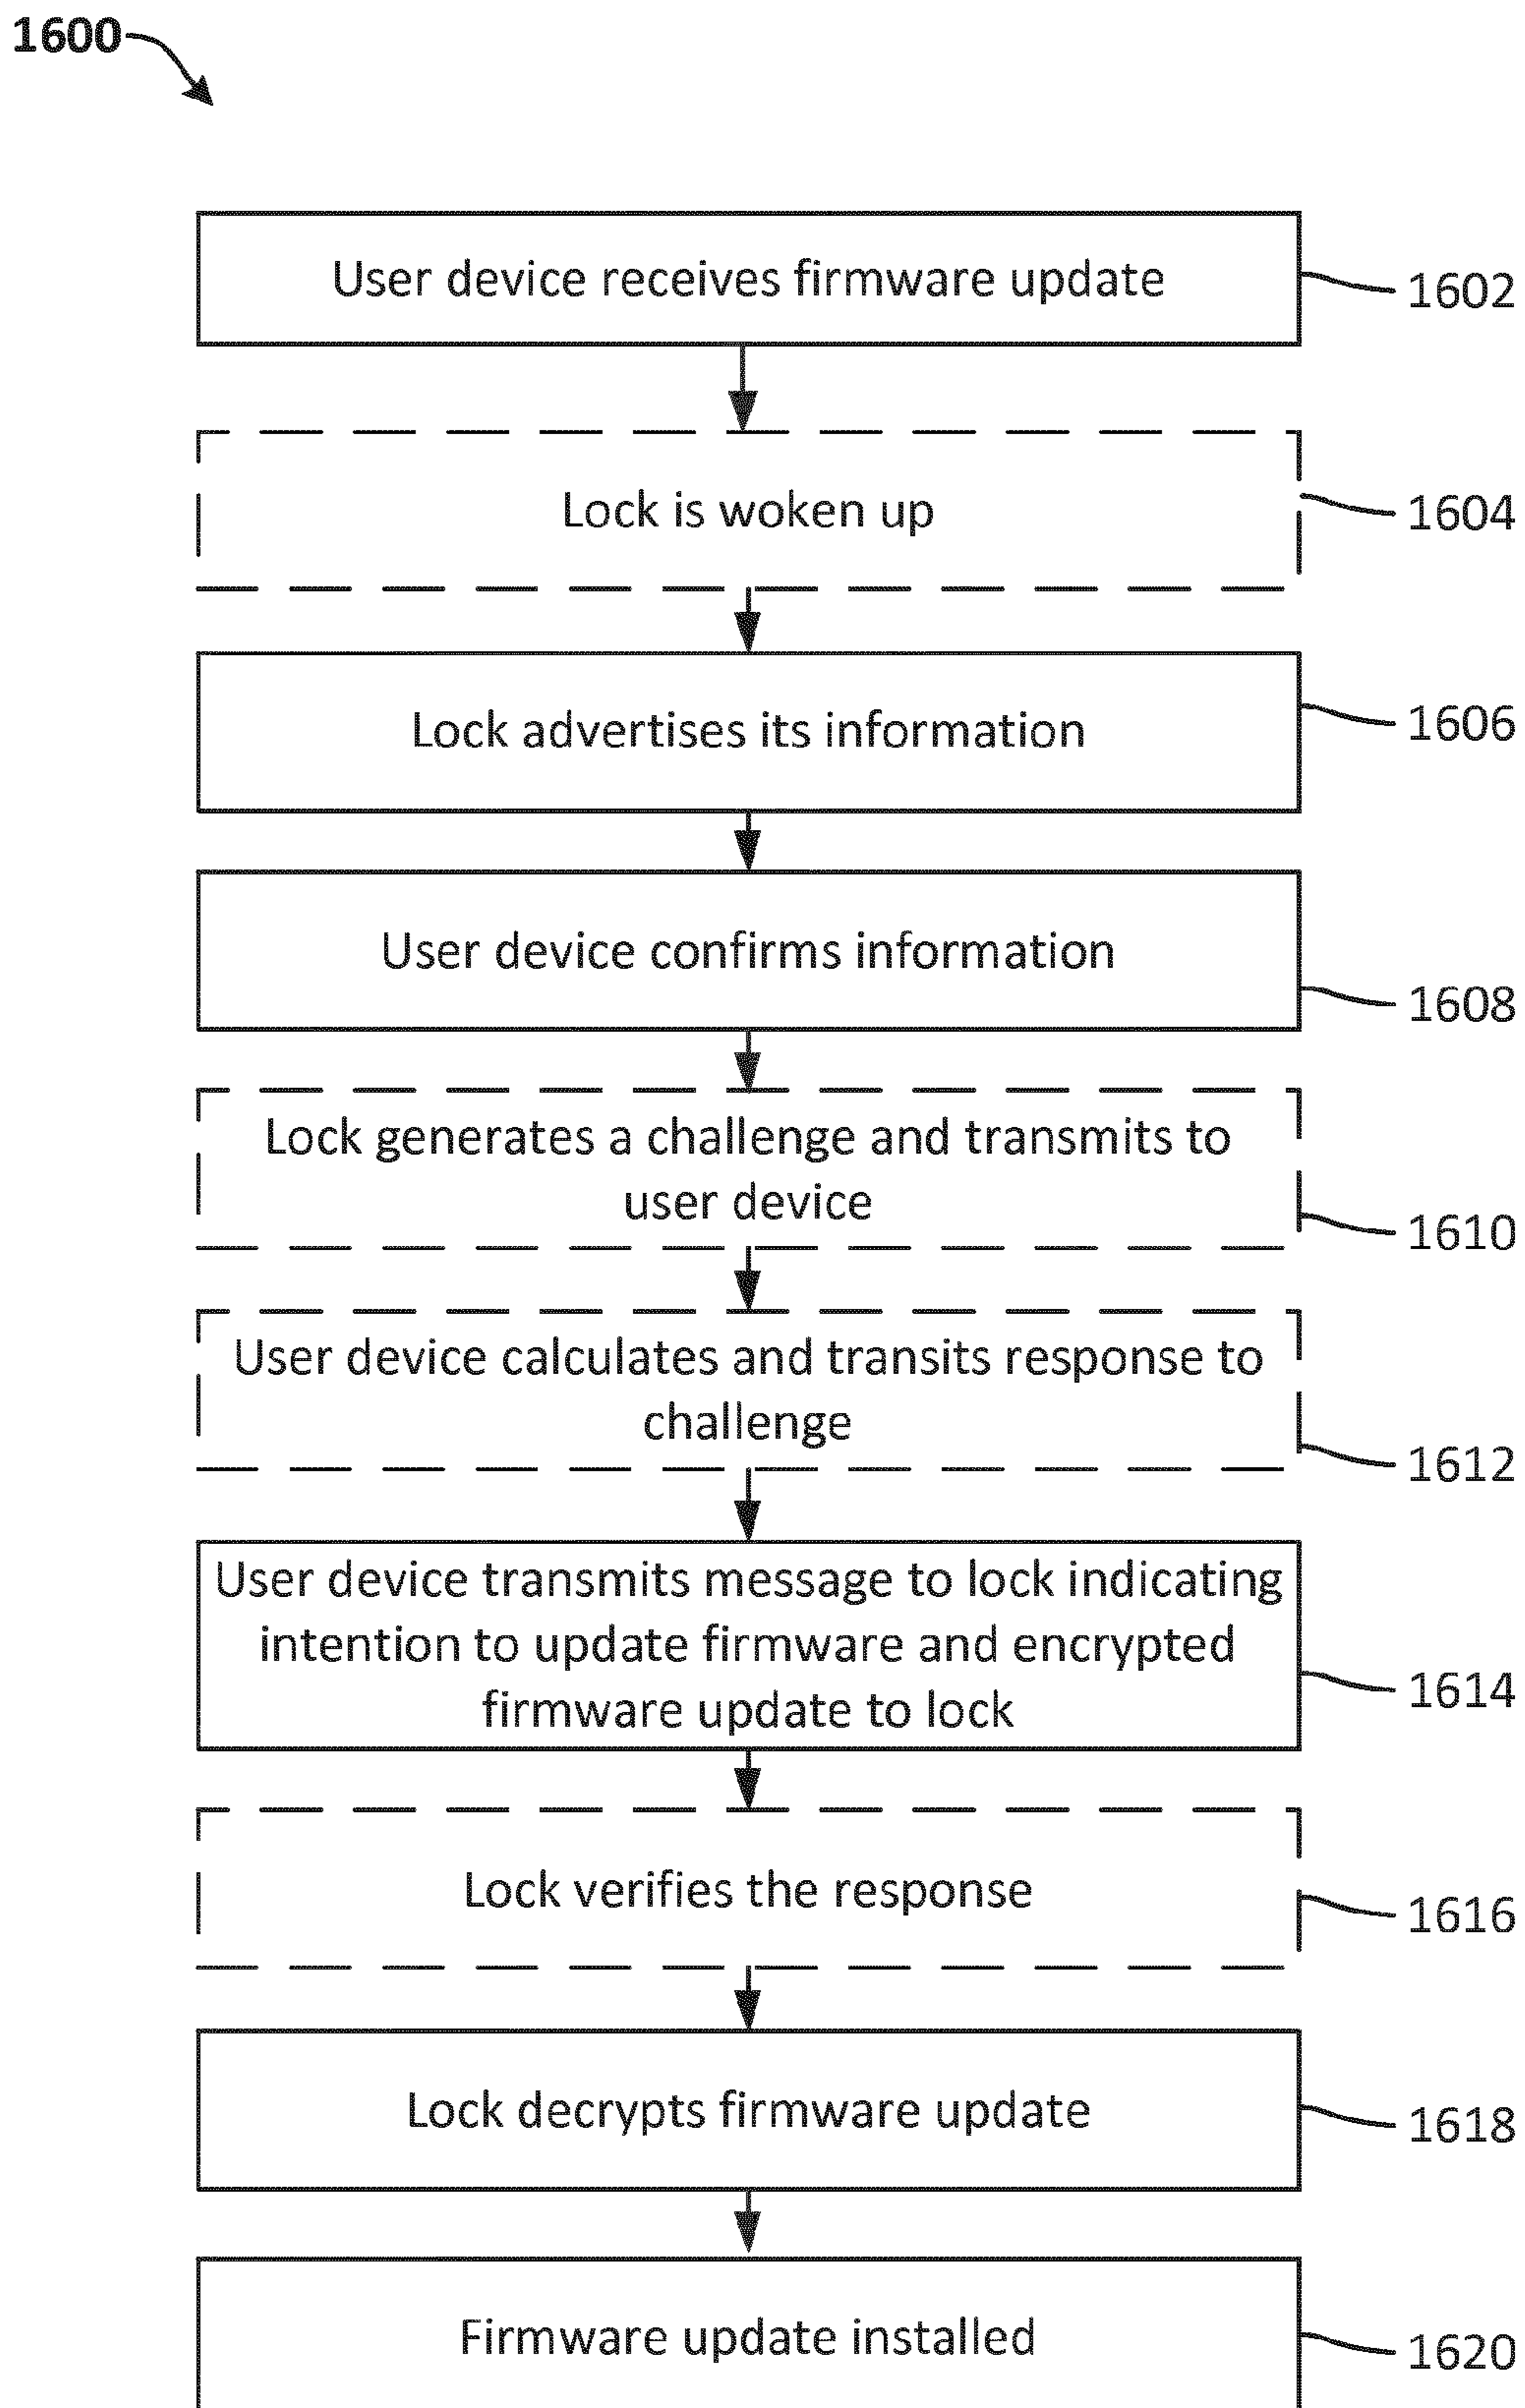 1600
User device receives firmware update
1602
Lock is woken up
1604
Lock advertises its information
1606
User device confirms information
1608
Lock generates a challenge and transmits to
user device
1610
User device calculates and transits response to
challenge
1612
User device transmits message to lock indicating
intention to update firmware and encrypted
firmware update to lock
1614
Lock verifies the response
1616
Lock decrypts firmware update
1618
Firmware update installed
1620